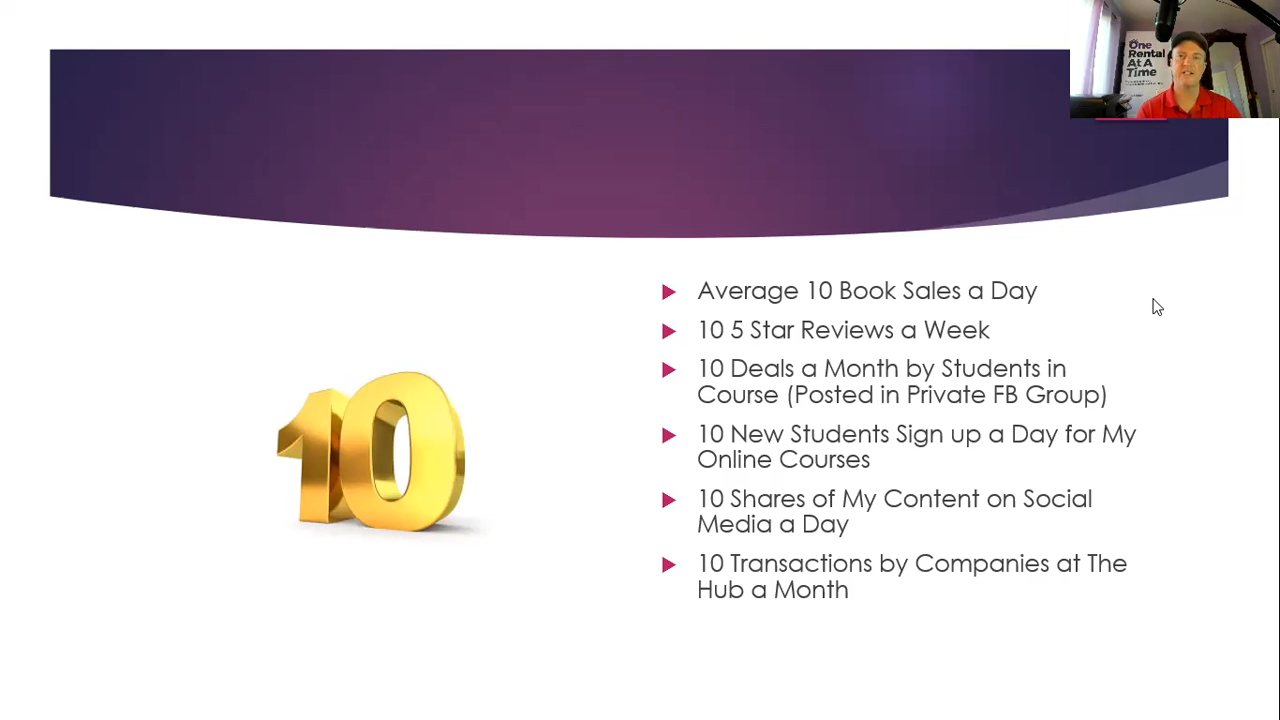 One
Rental
At A
Time
Average 10 Book Sales a Day
10 5 Star Reviews a Week
10 Deals a Month by Students in
Course (Posted in Private FB Group)
10 New Students Sign up a Day for My
Online Courses
10 Shares of My Content on Social
Media a Day
10 Transactions by Companies at The
Hub a Month
10